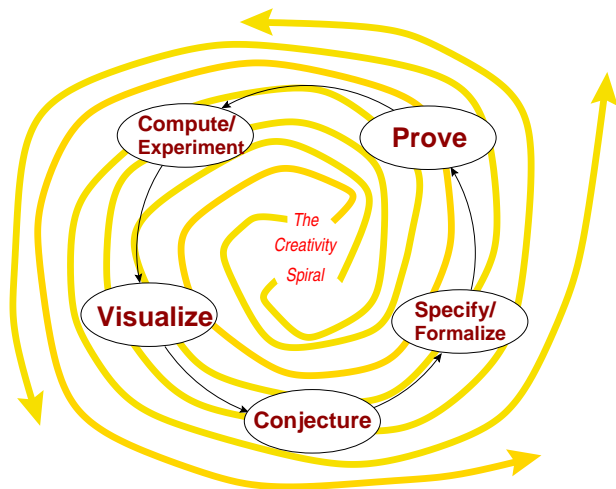 Compute/
Experiment
Prove
The
Creativity
Spiral
Visualize
Specify/
Formalize
Conjecture